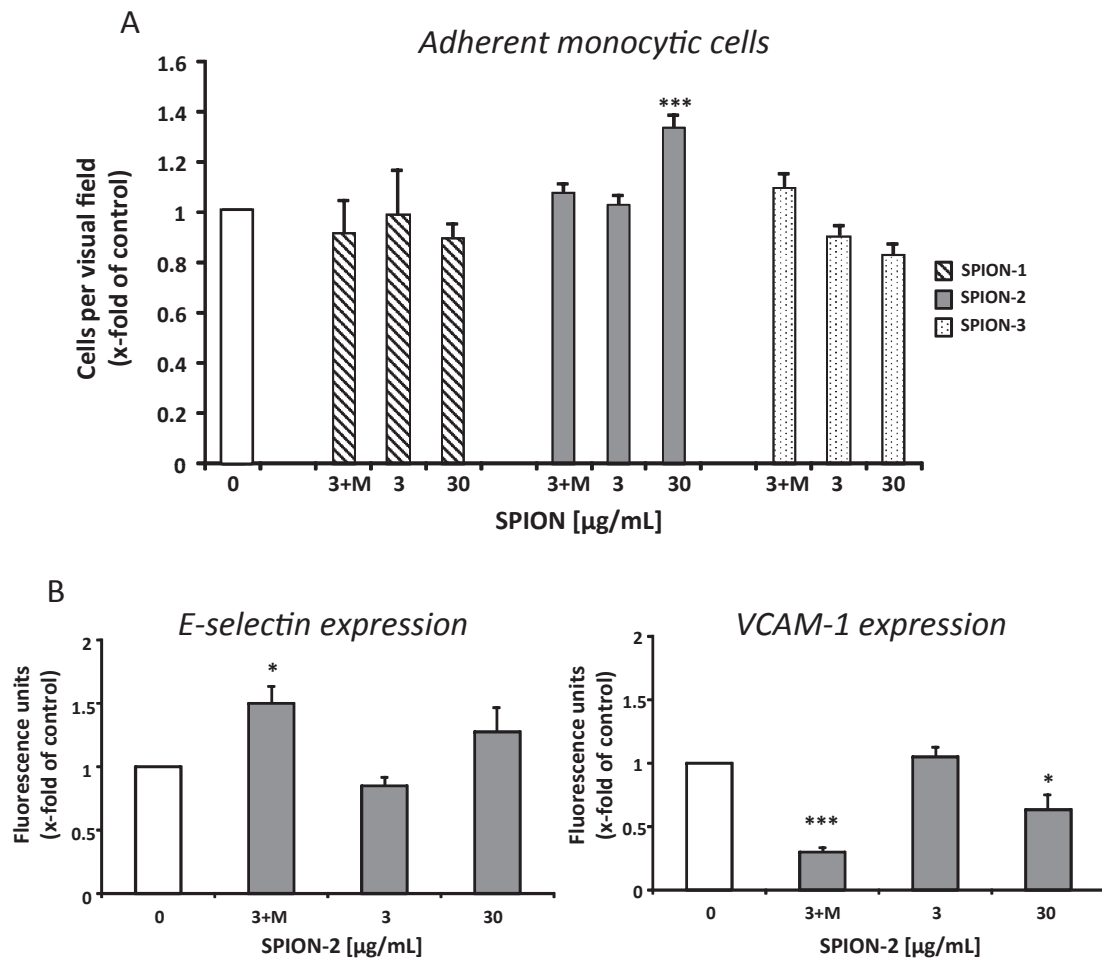 A
Adherent monocytic cells
Cells per visual field
(x-fold of control)
1.6
1.4
1.2
1
0.8
0.6
0.4
0.2
0
***
0 3+M 3 30 3+M 3 30 3+M 3 30
SPION [µg/mL]
SPION-1
SPION-2
SPION-3
B
E-selectin expression
Fluorescence units
(x-fold of control)
2
1.5
1
0.5
0
*
0 3+M 3 30
SPION-2 [µg/mL]
VCAM-1 expression
Fluorescence units
(x-fold of control)
2
1.5
1
0.5
0
***
*
0 3+M 3 30
SPION-2 [µg/mL]